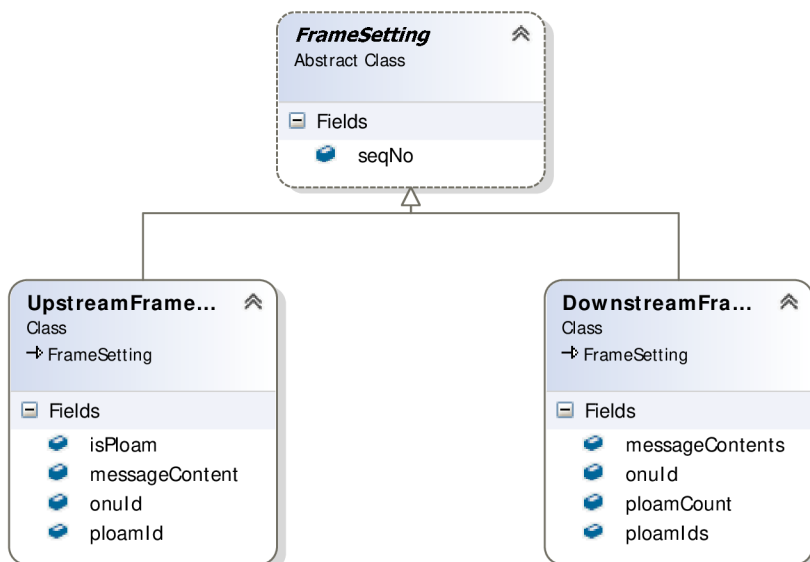 FrameSetting
Abstract Class
Fields
seqNo
UpstreamFrame...
Class
FrameSetting
Fields
isPloam
messageContent
onuId
ploamId
DownstreamFra...
Class
FrameSetting
Fields
messageContents
onuId
ploamCount
ploamIds